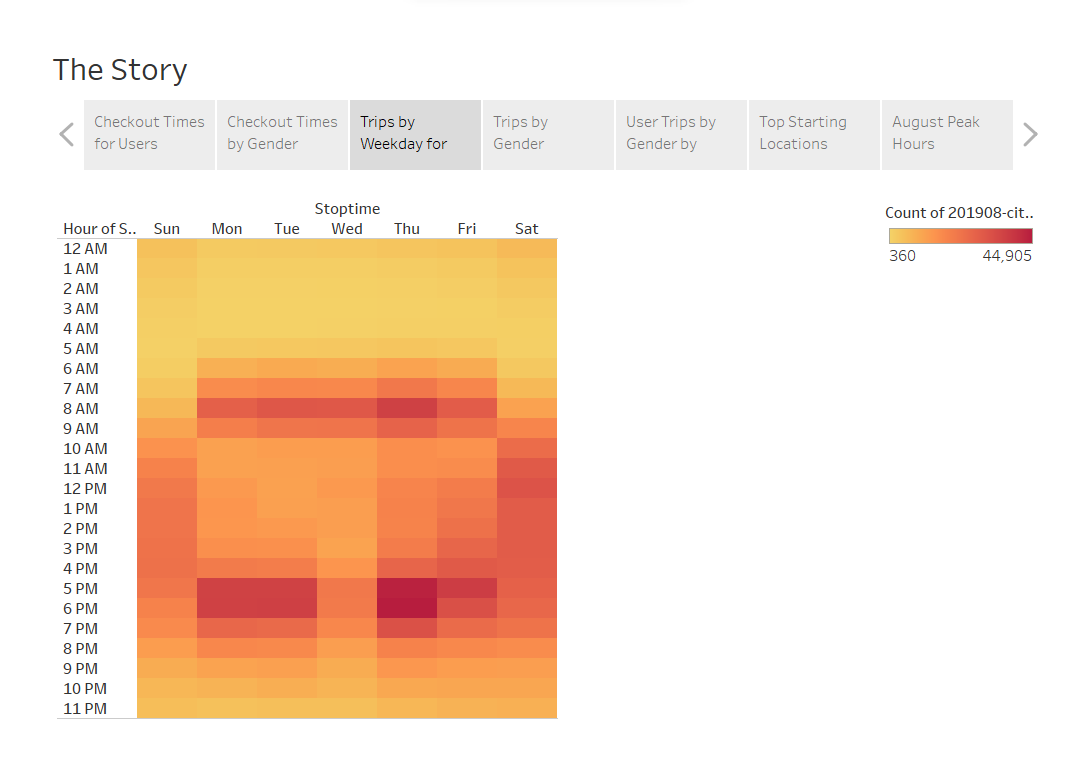 The Story
Checkout Times for Users
Checkout Times by Gender
Trips by Weekday for
Trips by Gender
User Trips by Gender by
Top Starting Locations
August Peak Hours
Stoptime
Hour of S.. Sun Mon Tue Wed Thu Fri Sat
12 AM
1 AM
2 AM
3 AM
4 AM
5 AM
6 AM
7 AM
8 AM
9 AM
10 AM
11 AM
12 PM
1 PM
2 PM
3 PM
4 PM
5 PM
6 PM
7 PM
8 PM
9 PM
10 PM
11 PM
Count of 201908-cit..
360 44,905